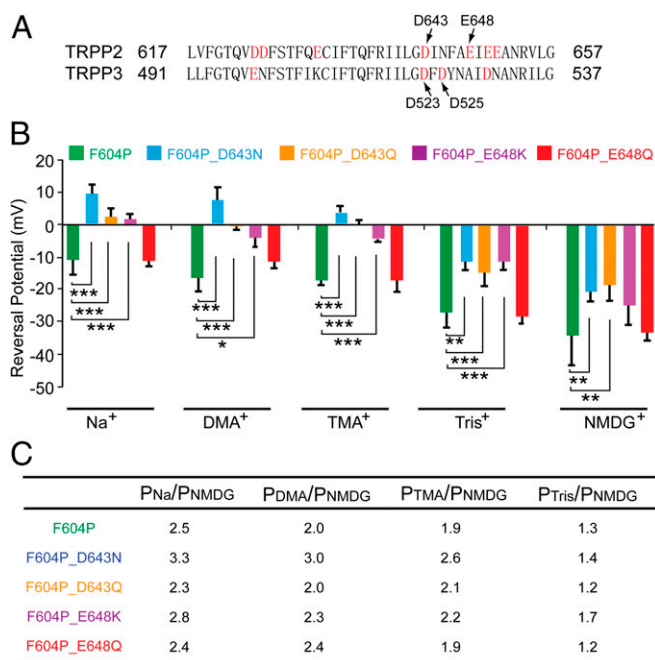 A
D643 E648
TRPP2 617 LVFGTQVDDFSTFQECIFTQFRIILGDINFAEIEEANRVLG 657
TRPP3 491 LLFGTQVENFSTFIKCIFTQFRIILGDFDYNAIDNANRILG 537
D523 D525
B
F604P F604P_D643N F604P_D643Q F604P_E648K F604P_E648Q
Reversal Potential (mV)
20
10
0
-10
-20
-30
-40
-50
*** *** *** ** **
*** *** *** *** **
*** * *** ***
Na+ DMA+ TMA+ Tris+ NMDG+
C
PNa/PNMDG PDMA/PNMDG PTMA/PNMDG PTris/PNMDG
F604P 2.5 2.0 1.9 1.3
F604P_D643N 3.3 3.0 2.6 1.4
F604P_D643Q 2.3 2.0 2.1 1.2
F604P_E648K 2.8 2.3 2.2 1.7
F604P_E648Q 2.4 2.4 1.9 1.2